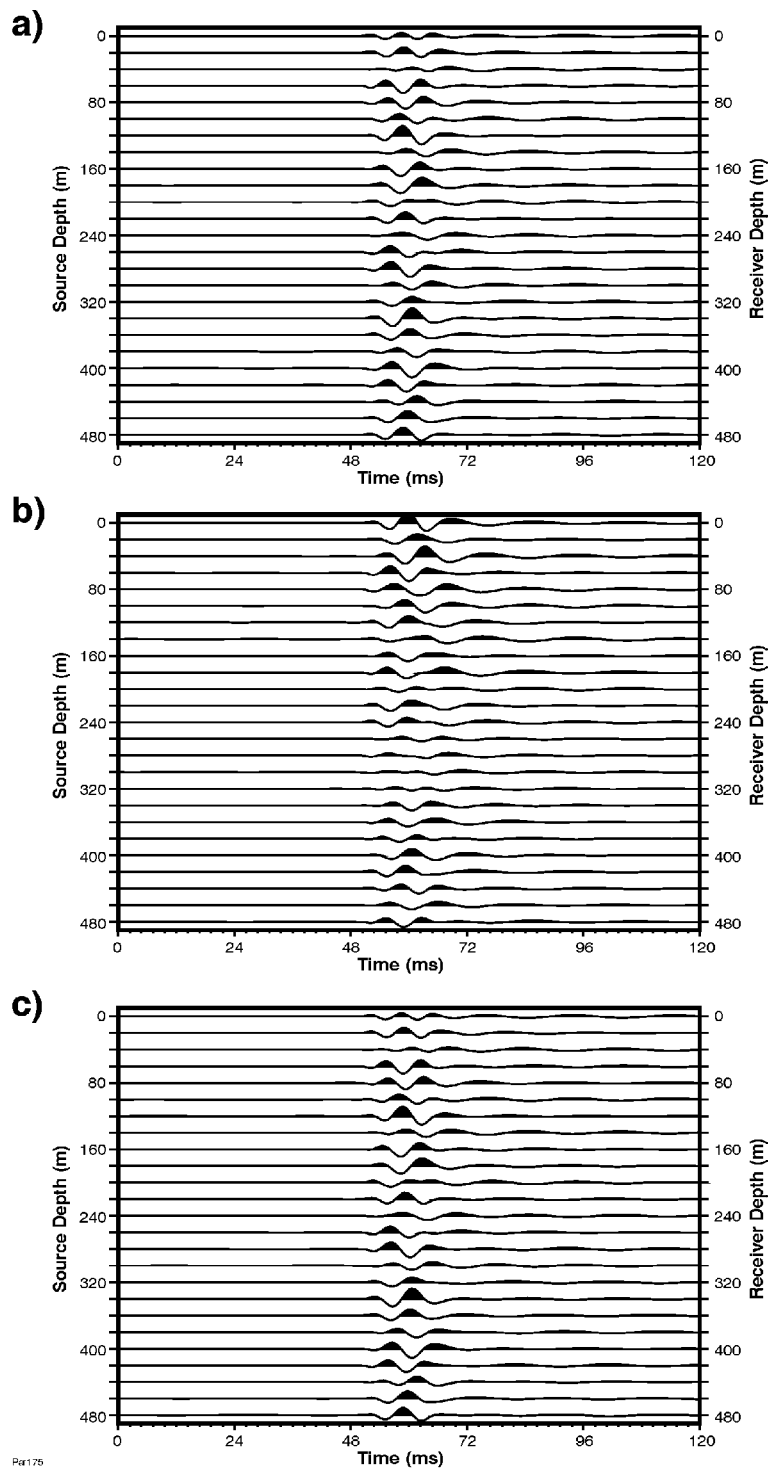 a)
0 0
80 80
160 160
240 240
320 320
400 400
480 480
Source Depth (m)
Receiver Depth (m)
0 24 48 72 96 120
Time (ms)
b)
0 0
80 80
160 160
240 240
320 320
400 400
480 480
Source Depth (m)
Receiver Depth (m)
0 24 48 72 96 120
Time (ms)
c)
0 0
80 80
160 160
240 240
320 320
400 400
480 480
Source Depth (m)
Receiver Depth (m)
0 24 48 72 96 120
Time (ms)
Par175